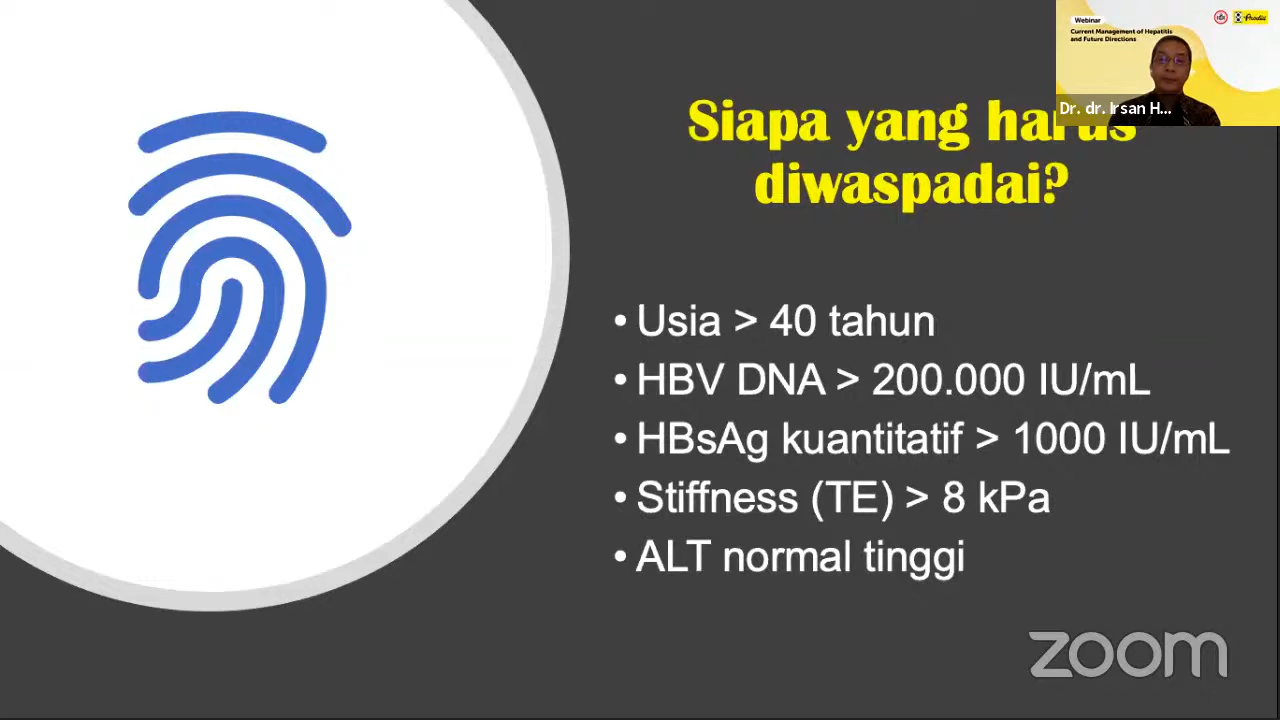 Webinar
Current Management of Hepatitis
and Future Directions
Prodia
Dr. dr. Irsan H...
Siapa yang harus
diwaspadai?
• Usia > 40 tahun
• HBV DNA > 200.000 IU/mL
• HBsAg kuantitatif > 1000 IU/mL
• Stiffness (TE) > 8 kPa
• ALT normal tinggi
zoom